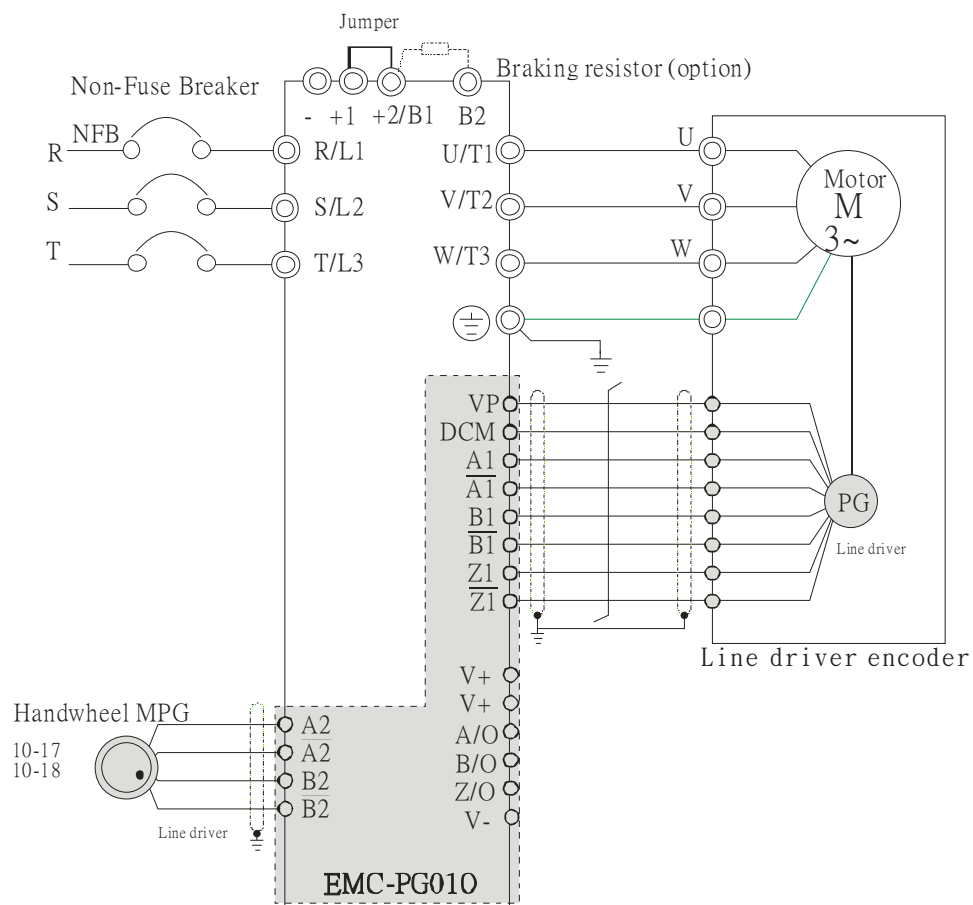 Jumper
Braking resistor (option)
Non-Fuse Breaker
- +1 +2/B1 B2
NFB
R R/L1 U/T1 U
S S/L2 V/T2 V
T T/L3 W/T3 W
Motor
M
3~
VP
DCM
A1
A1
B1
B1
Z1
Z1
PG
Line driver
Line driver encoder
V+
V+
A/O
B/O
Z/O
V-
Handwheel MPG
10-17
10-18
A2
A2
B2
B2
Line driver
EMC-PG01O